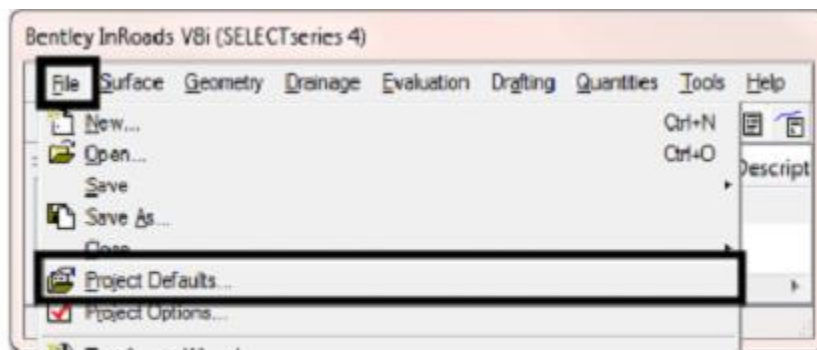 Bentley InRoads V8i (SELECTseries 4)
File Surface Geometry Drainage Evaluation Drafting Quantities Tools Help
New... Ctrl+N
Open... Ctrl+O
Descript
Save
Save As...
Close
Project Defaults...
Project Options...